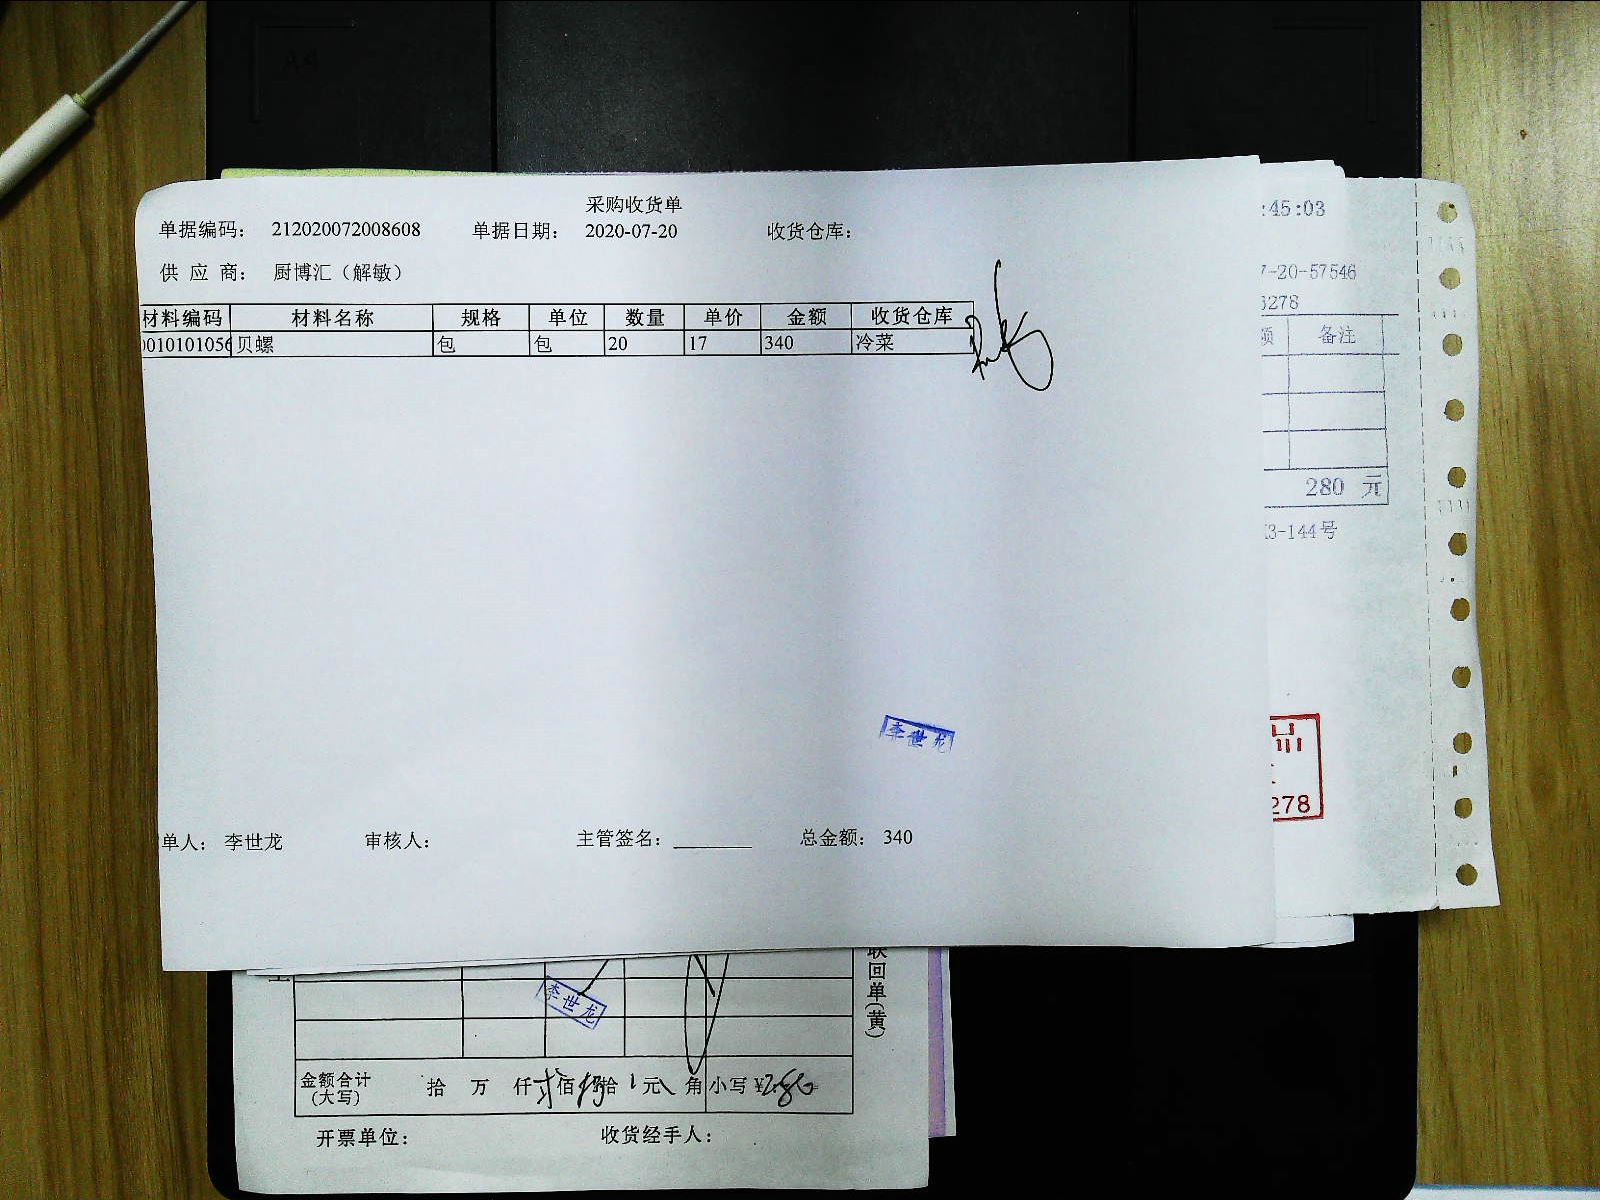 采购收货单
单据编码: 212020072008608 单据日期: 2020-07-20 收货仓库:
供应商: 厨博汇（解敏）
材料编码 材料名称 规格 单位 数量 单价 金额 收货仓库
0010101056 贝螺 包 包 20 17 340 冷菜
李世龙
单人: 李世龙 审核人: 主管签名: 总金额: 340
:45:03
7-20-57546
3278
额 备注
280 元
3-144号
品
278
李世龙
联回单(黄)
金额合计(大写) 拾 万 仟 佰 拾 元 角 小写¥
开票单位: 收货经手人: